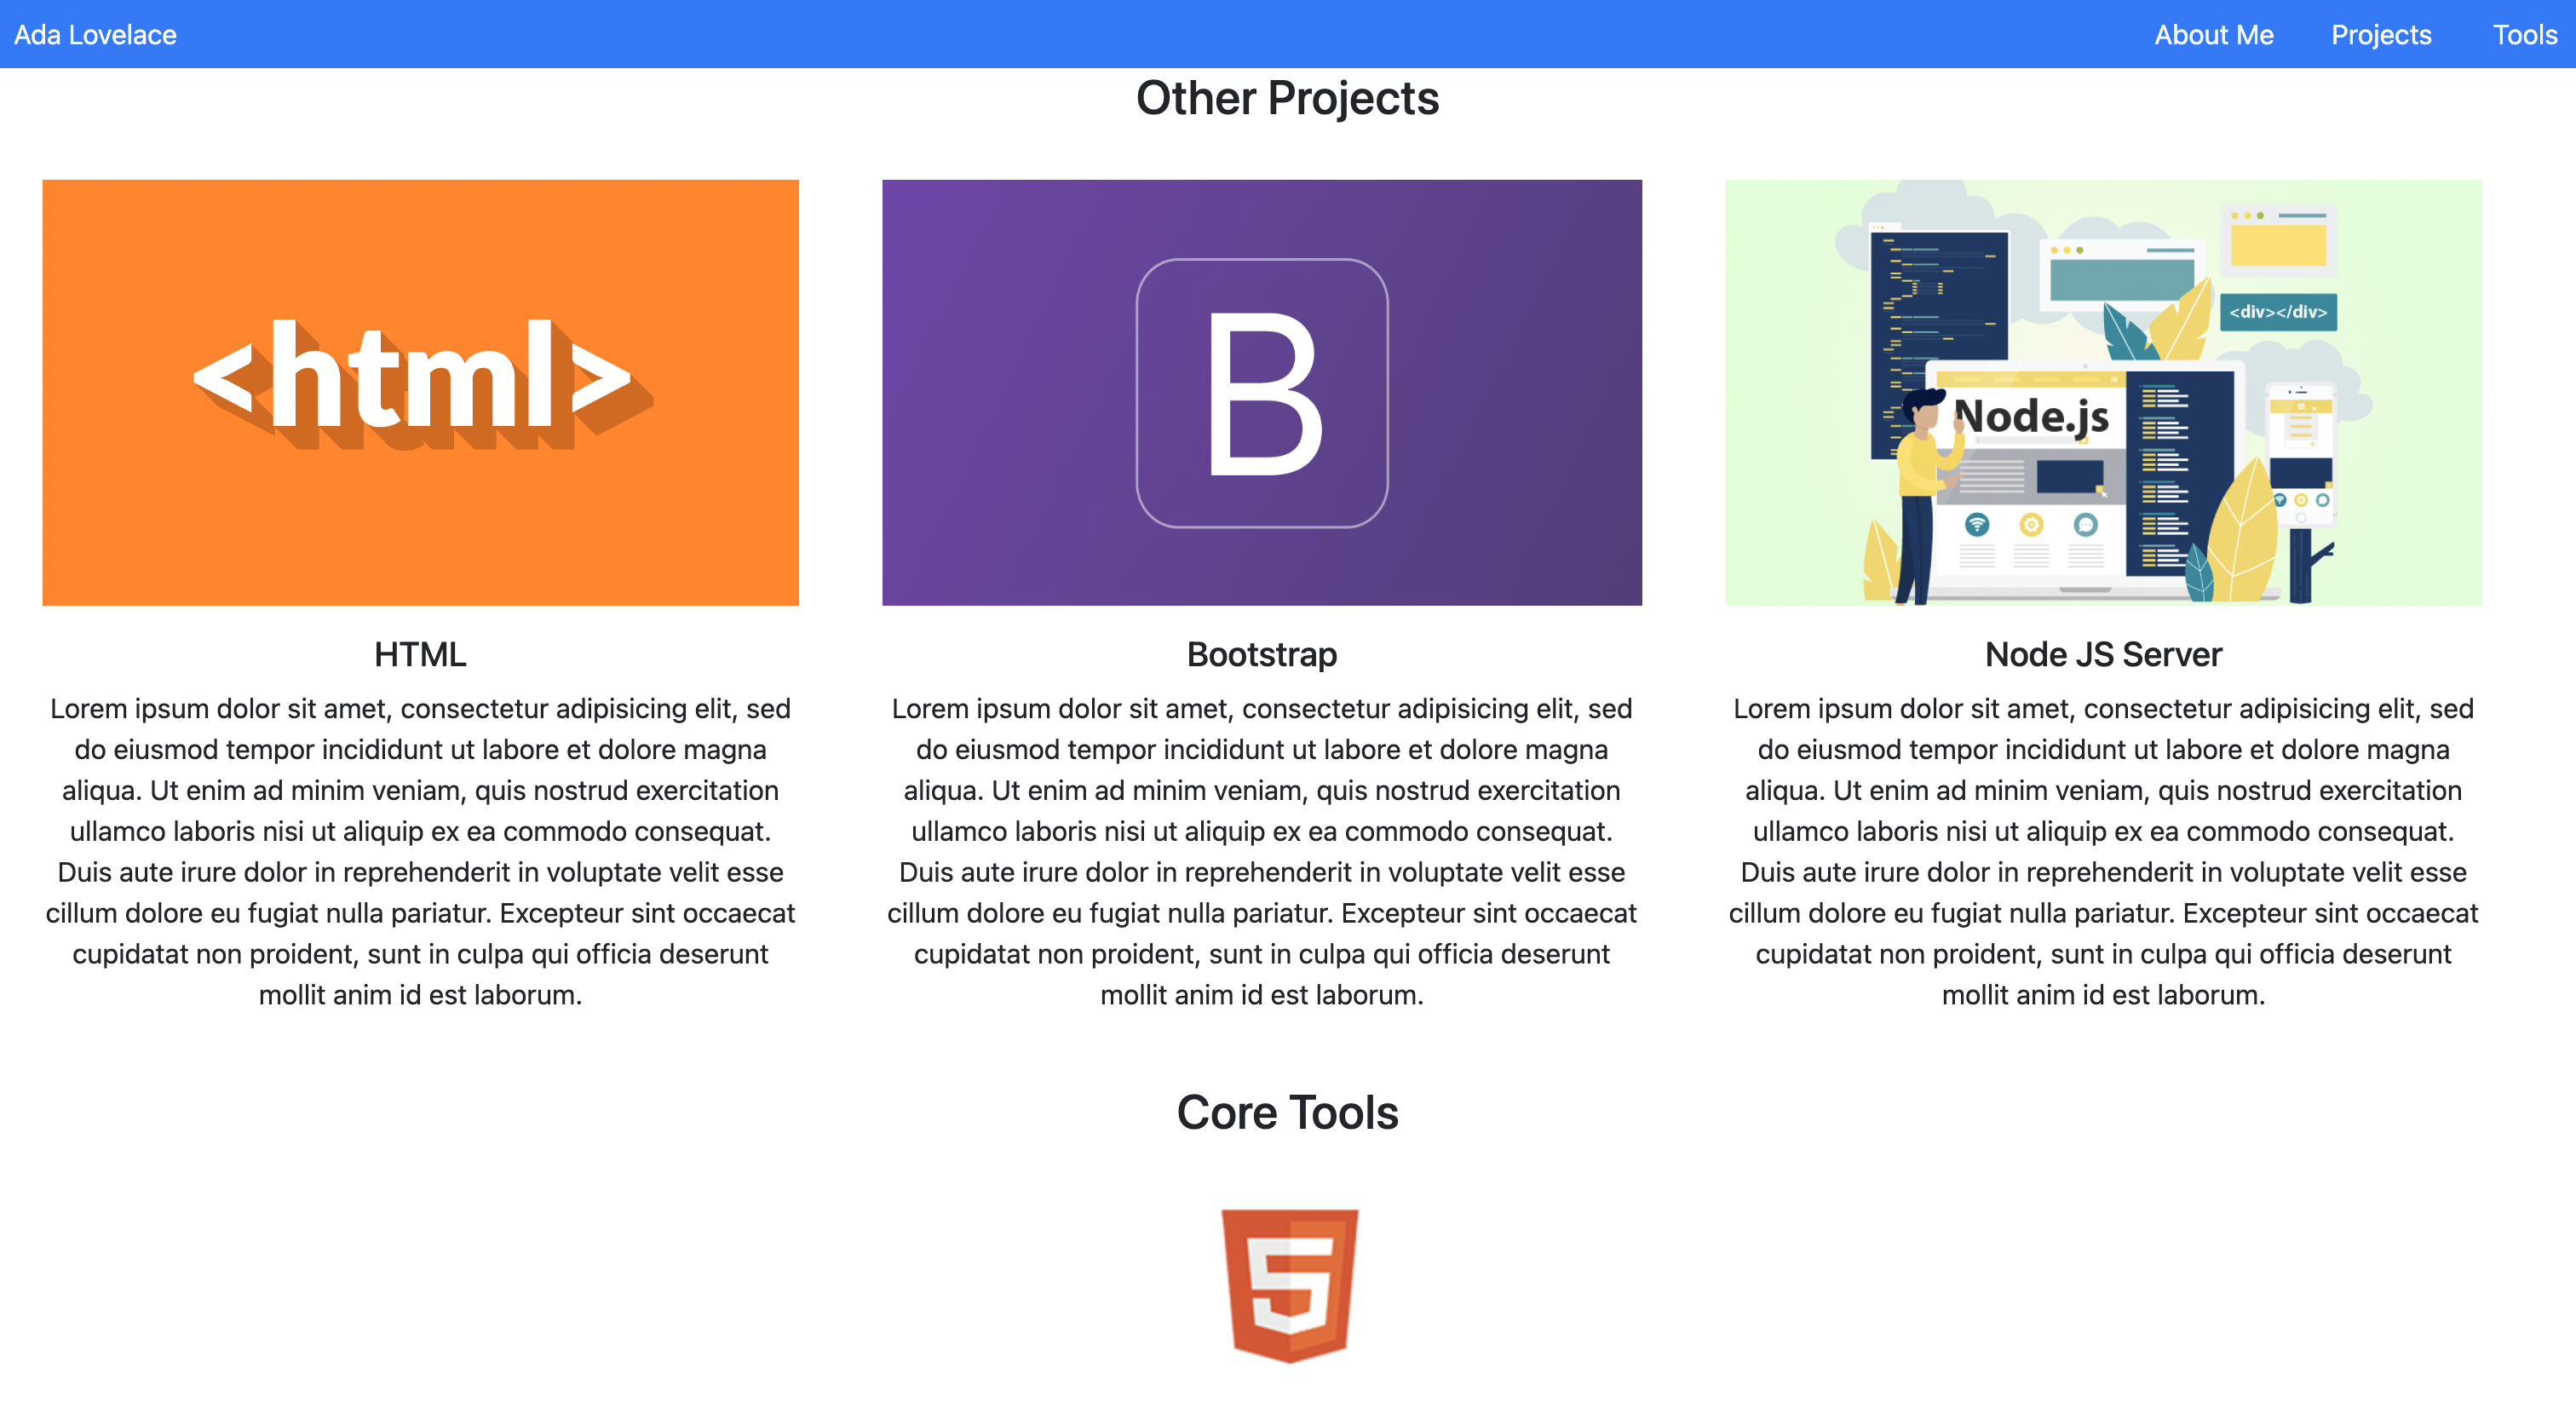 Ada Lovelace
About Me
Projects
Tools
Other Projects
<html>
B
Node.js
<div></div>
HTML
Lorem ipsum dolor sit amet, consectetur adipisicing elit, sed
do eiusmod tempor incididunt ut labore et dolore magna
aliqua. Ut enim ad minim veniam, quis nostrud exercitation
ullamco laboris nisi ut aliquip ex ea commodo consequat.
Duis aute irure dolor in reprehenderit in voluptate velit esse
cillum dolore eu fugiat nulla pariatur. Excepteur sint occaecat
cupidatat non proident, sunt in culpa qui officia deserunt
mollit anim id est laborum.
Bootstrap
Lorem ipsum dolor sit amet, consectetur adipisicing elit, sed
do eiusmod tempor incididunt ut labore et dolore magna
aliqua. Ut enim ad minim veniam, quis nostrud exercitation
ullamco laboris nisi ut aliquip ex ea commodo consequat.
Duis aute irure dolor in reprehenderit in voluptate velit esse
cillum dolore eu fugiat nulla pariatur. Excepteur sint occaecat
cupidatat non proident, sunt in culpa qui officia deserunt
mollit anim id est laborum.
Node JS Server
Lorem ipsum dolor sit amet, consectetur adipisicing elit, sed
do eiusmod tempor incididunt ut labore et dolore magna
aliqua. Ut enim ad minim veniam, quis nostrud exercitation
ullamco laboris nisi ut aliquip ex ea commodo consequat.
Duis aute irure dolor in reprehenderit in voluptate velit esse
cillum dolore eu fugiat nulla pariatur. Excepteur sint occaecat
cupidatat non proident, sunt in culpa qui officia deserunt
mollit anim id est laborum.
Core Tools
5